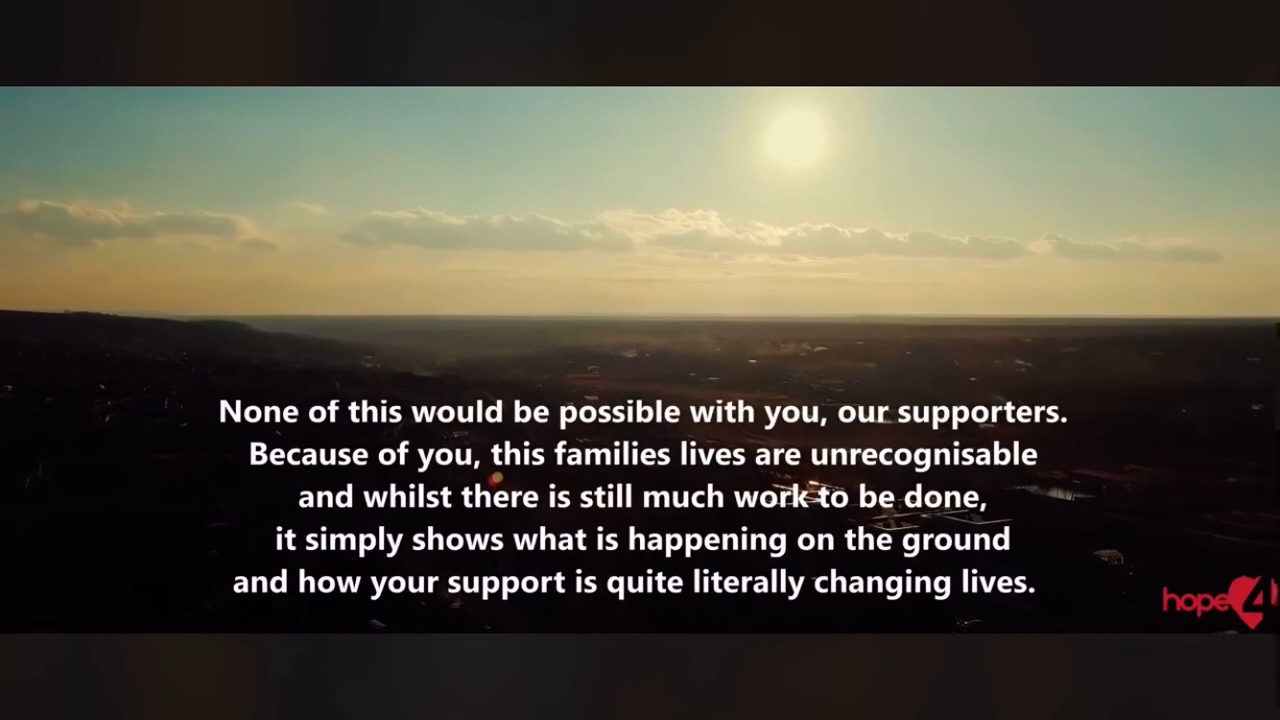 None of this would be possible with you, our supporters.
Because of you, this families lives are unrecognisable
and whilst there is still much work to be done,
it simply shows what is happening on the ground
and how your support is quite literally changing lives.
hope4